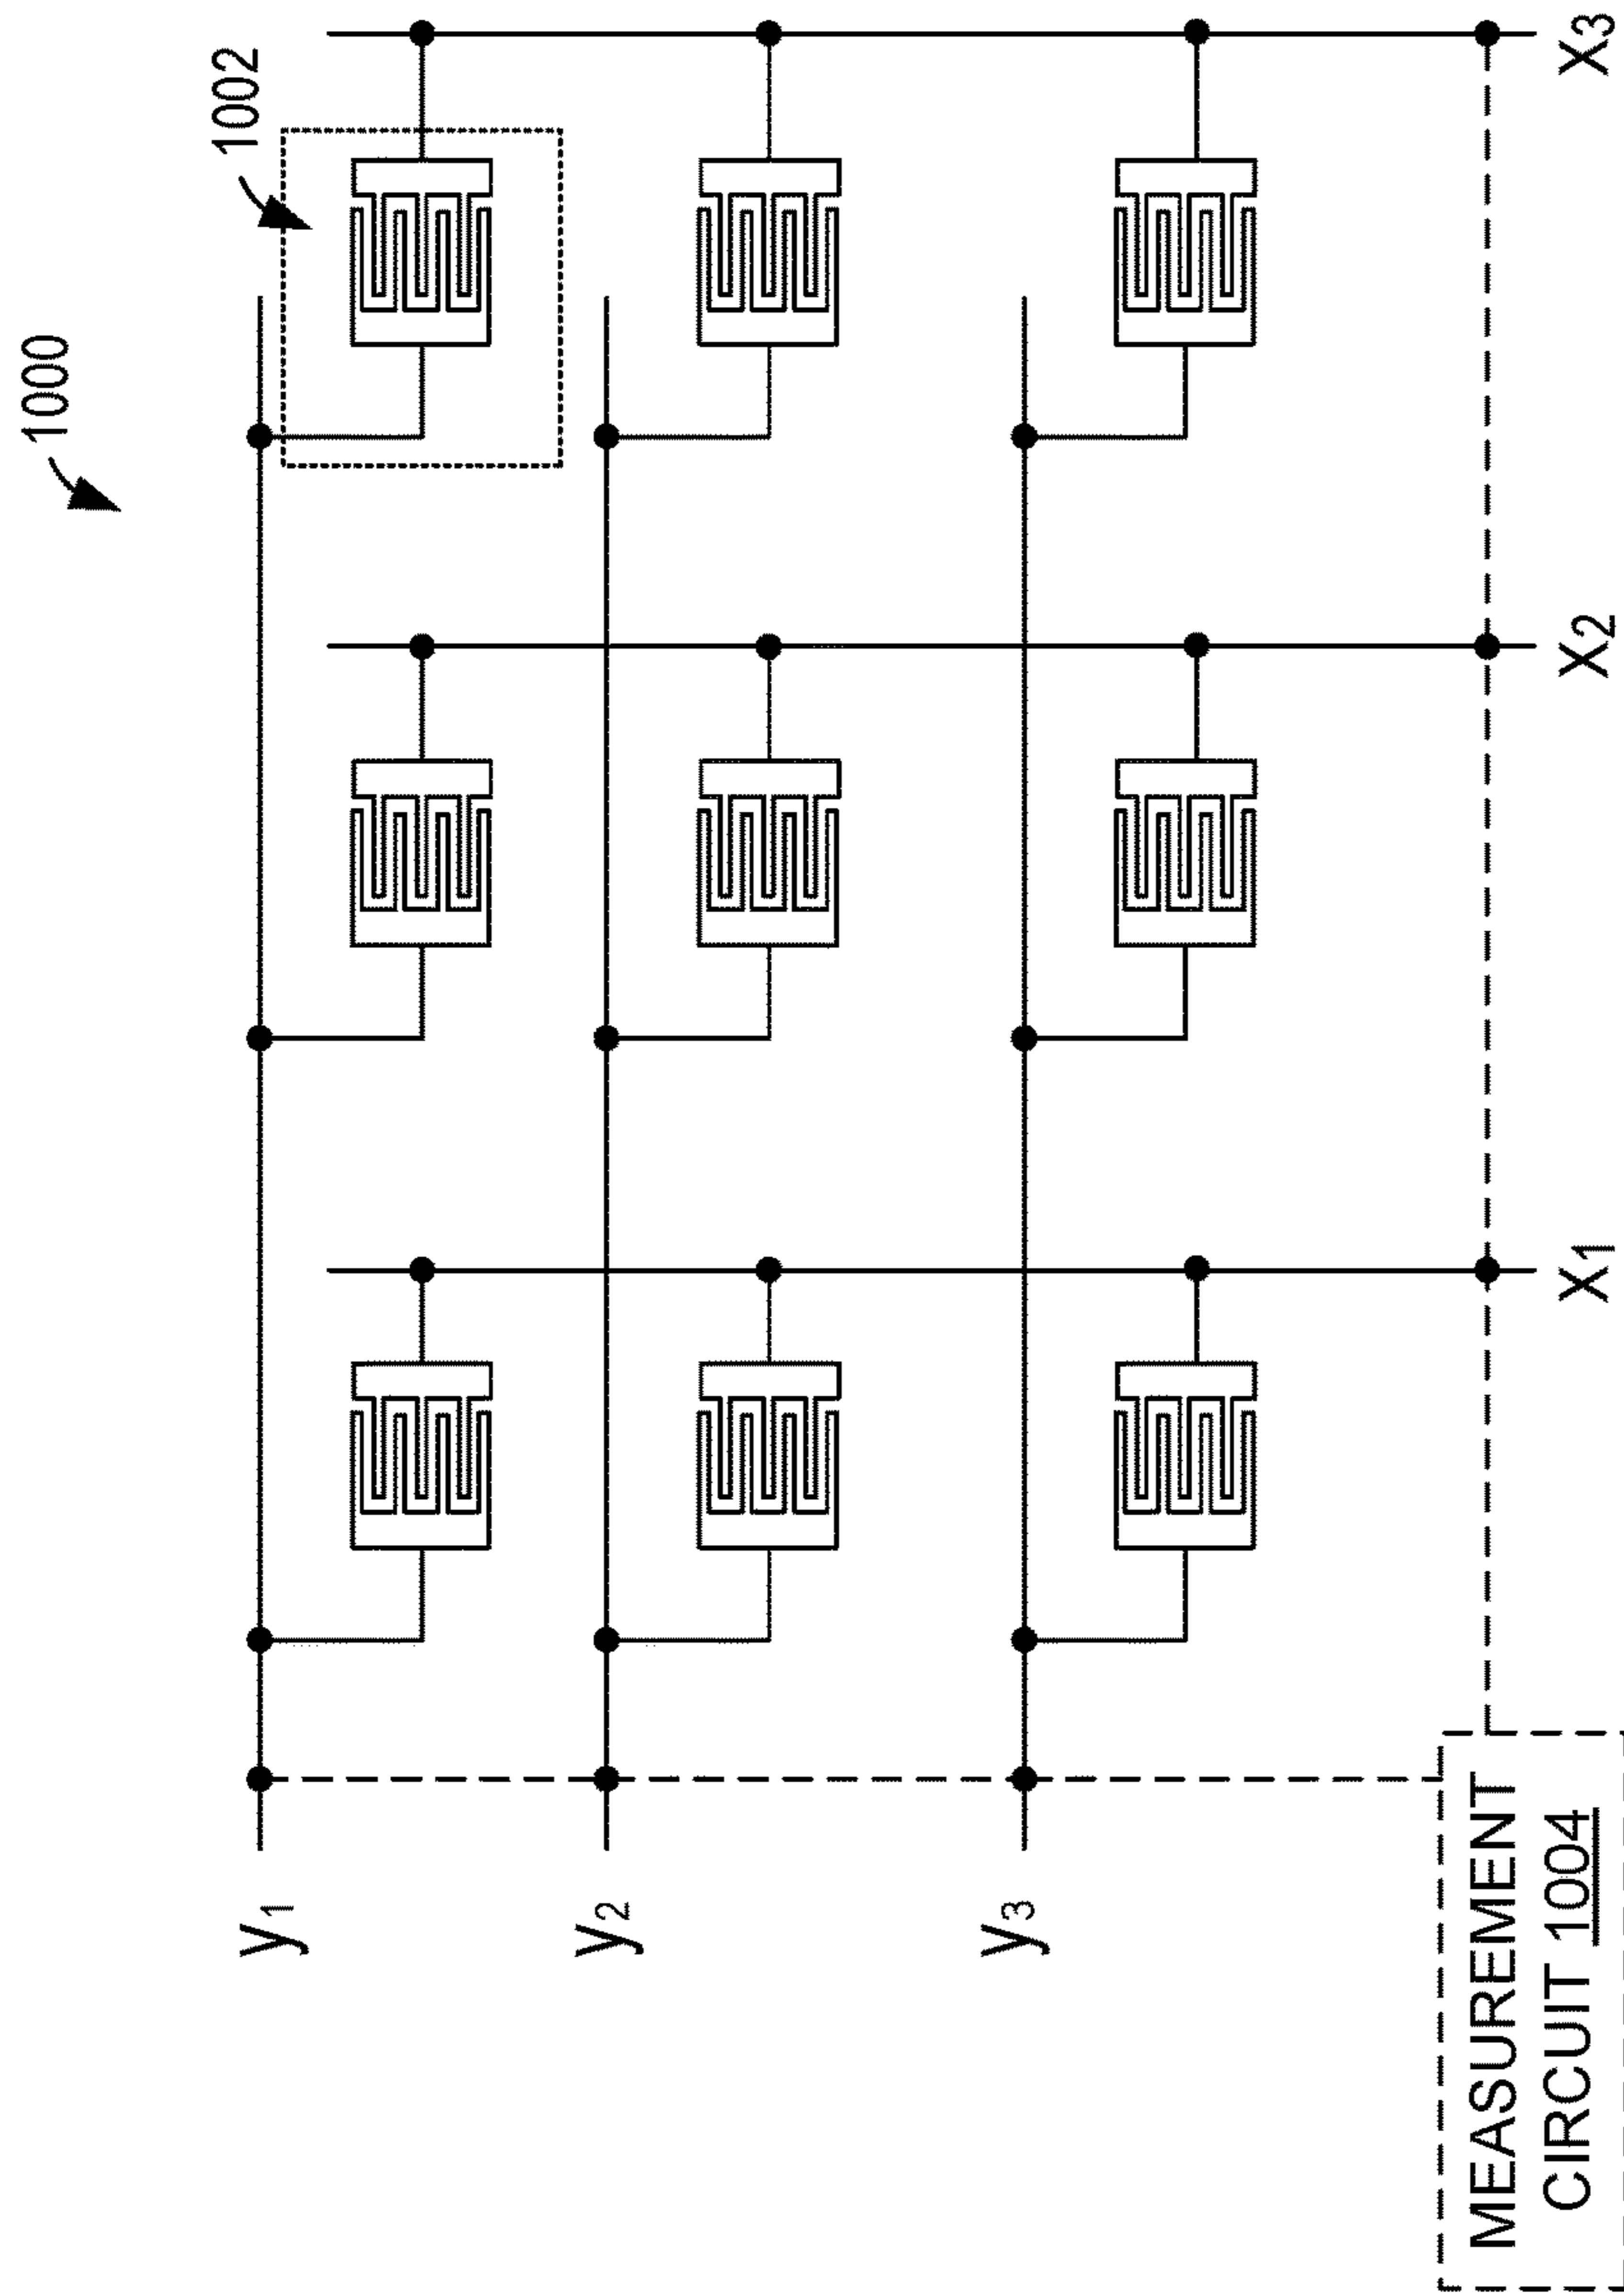 1000
1002
y1
y2
y3
x1
x2
x3
MEASUREMENT
CIRCUIT 1004